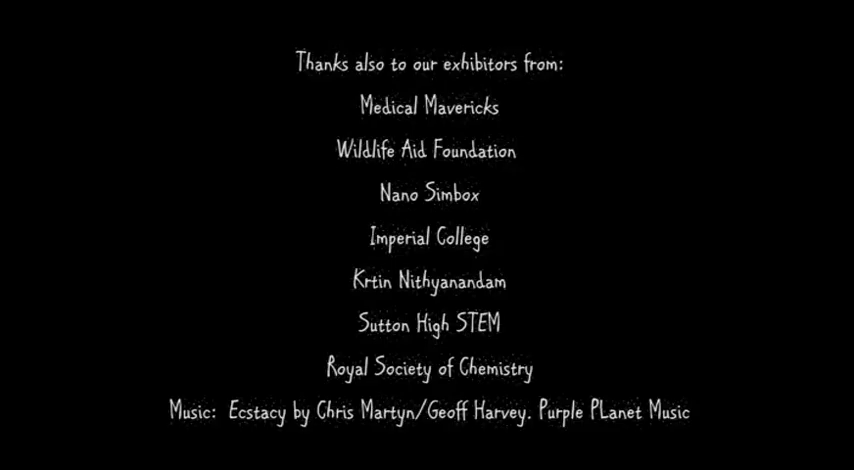 Thanks also to our exhibitors from:
Medical Mavericks
Wildlife Aid Foundation
Nano Simbox
Imperial College
Krtin Nithyanandam
Sutton High STEM
Royal Society of Chemistry
Music: Ecstacy by Chris Martyn/Geoff Harvey. Purple PLanet Music